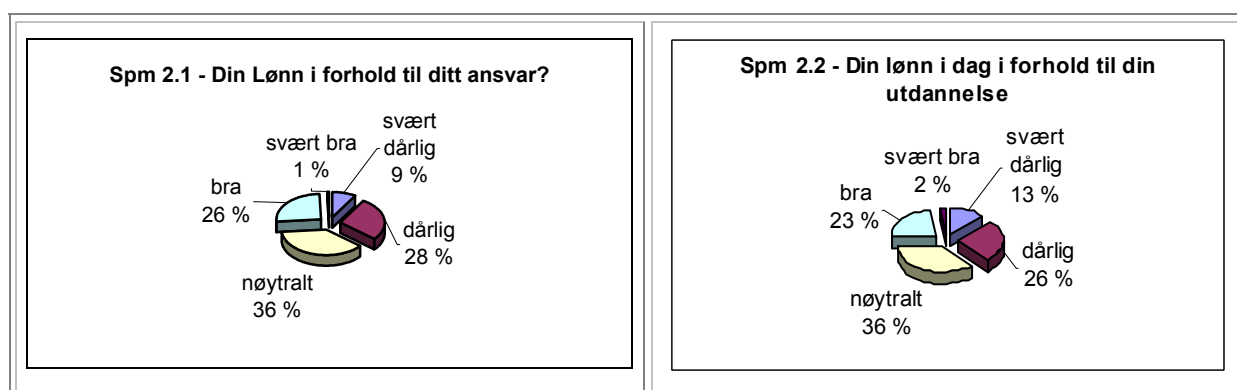 Spm 2.1 - Din Lønn i forhold til ditt ansvar?
svært bra
1 %
svært
dårlig
9 %
bra
26 %
dårlig
28 %
nøytralt
36 %
Spm 2.2 - Din lønn i dag i forhold til din
utdannelse
svært bra
2 %
svært
dårlig
13 %
bra
23 %
dårlig
26 %
nøytralt
36 %